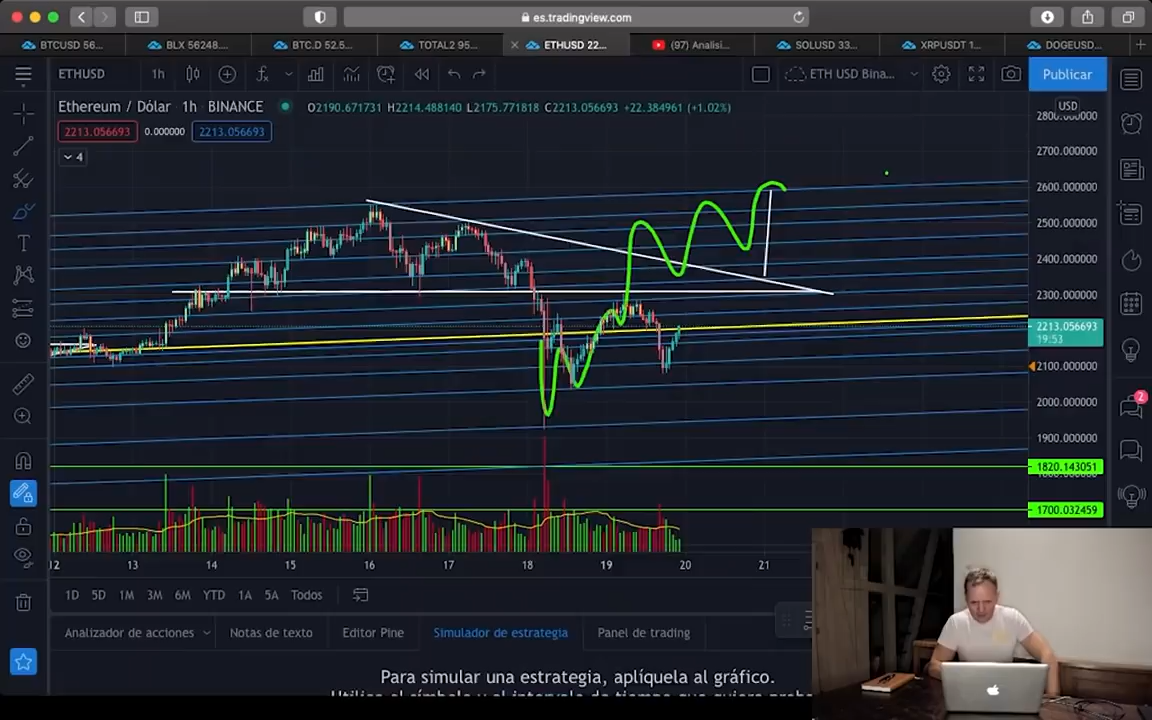 es.tradingview.com
BTCUSD 56...
BLX 56248....
BTC.D 52.5...
TOTAL2 95...
ETHUSD 22...
(97) Analisi...
SOLUSD 33...
XRPUSDT 1...
DOGEUSD...
ETHUSD
1h
ETH USD Bina...
Publicar
Ethereum / Dólar 1h BINANCE
O2190.671731 H2214.488140 L2175.771818 C2213.056693 +22.384961 (+1.02%)
USD
2213.056693
0.000000
2213.056693
4
2800.000000
2700.000000
2600.000000
2500.000000
2400.000000
2300.000000
2213.056693
19:53
2100.000000
2000.000000
1900.000000
1820.143051
1700.032459
2
12 13 14 15 16 17 18 19 20 21
1D 5D 1M 3M 6M YTD 1A 5A Todos
Analizador de acciones
Notas de texto
Editor Pine
Simulador de estrategia
Panel de trading
Para simular una estrategia, aplíquela al gráfico.